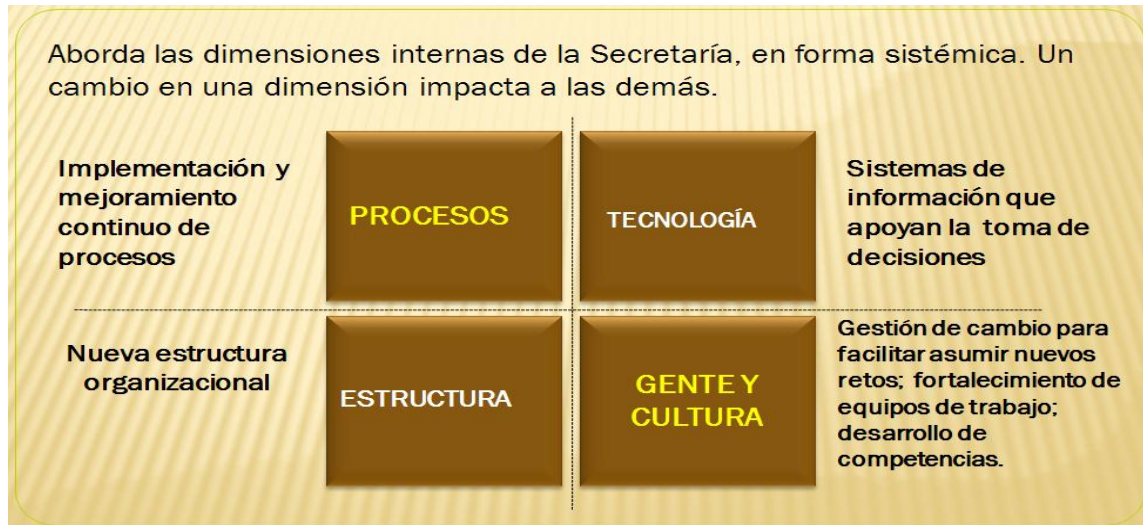 Aborda las dimensiones internas de la Secretaría, en forma sistémica. Un
cambio en una dimensión impacta a las demás.
Implementación y
mejoramiento
continuo de
procesos
PROCESOS
TECNOLOGÍA
Sistemas de
información que
apoyan la toma de
decisiones
Nueva estructura
organizacional
ESTRUCTURA
GENTE Y
CULTURA
Gestión de cambio para
facilitar asumir nuevos
retos; fortalecimiento de
equipos de trabajo;
desarrollo de
competencias.